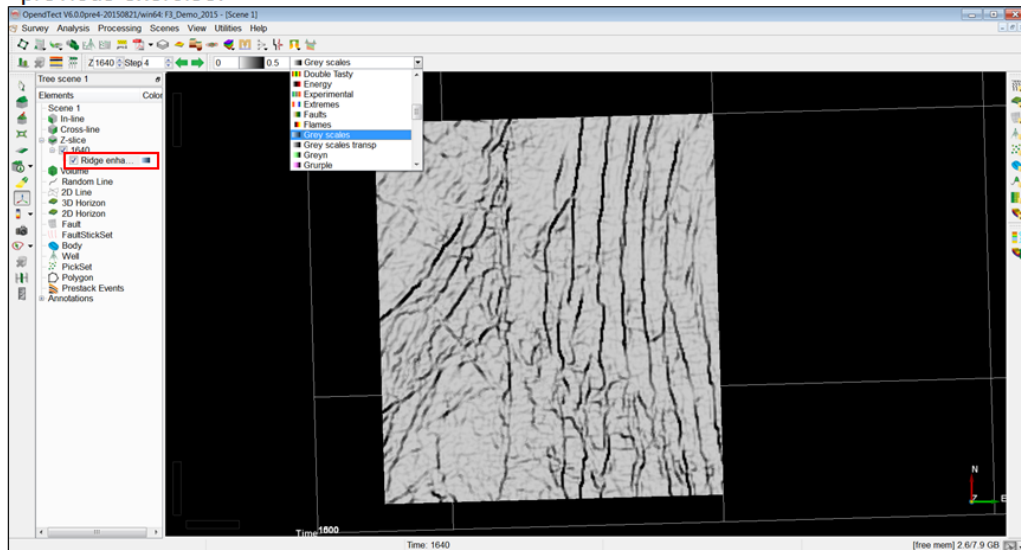 OpendTect V6.0.0pre4-20150821/win64: F3_Demo_2015 - [Scene 1]
Survey Analysis Processing Scenes View Utilities Help
Z 1640 Step 4 0 0.5 Grey scales
Double Tasty
Energy
Experimental
Extremes
Faults
Flames
Grey scales
Grey scales transp
Greyn
Grurple
Tree scene 1
Elements Color
Scene 1
In-line
Cross-line
Z-slice
1640
Ridge enha...
Volume
Random Line
2D Line
3D Horizon
2D Horizon
Fault
FaultStickSet
Body
Well
PickSet
Polygon
Prestack Events
Annotations
N
Z E
Time 1600
Time: 1640 [free mem] 2.6/7.9 GB